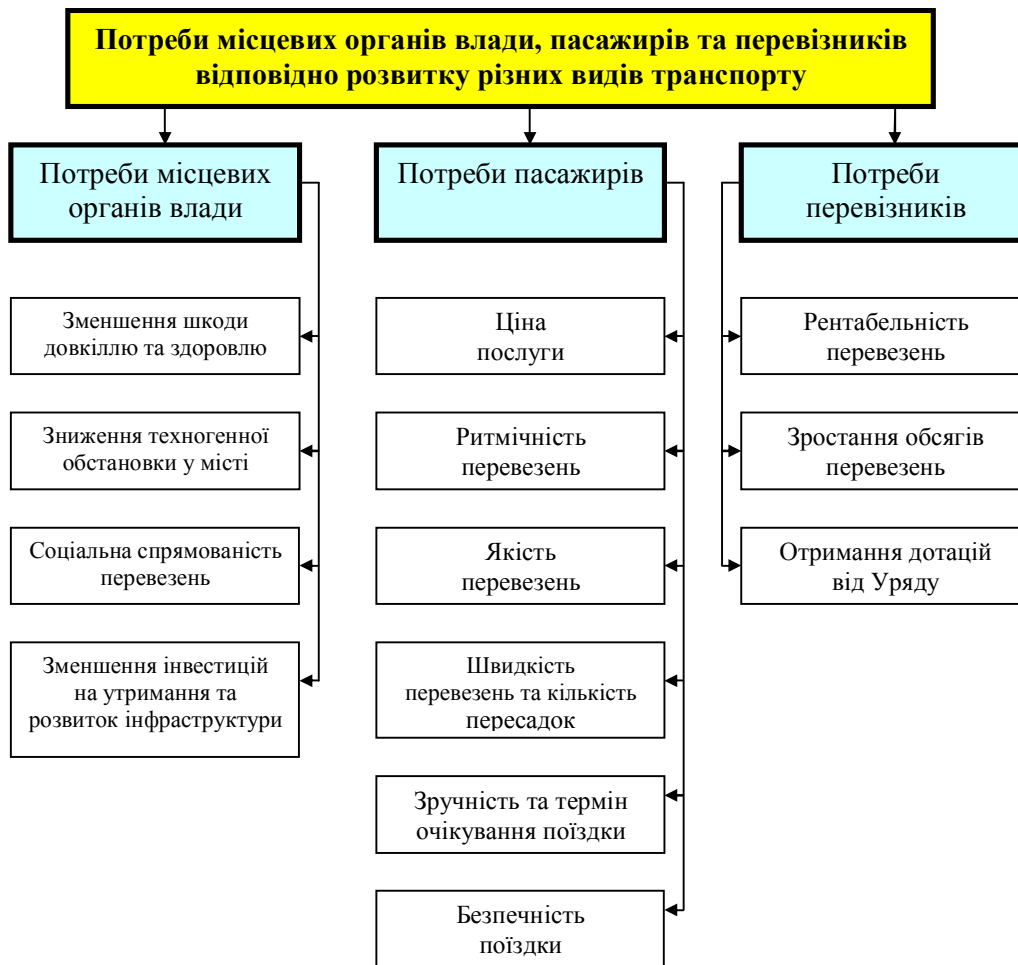 Потреби місцевих органів влади, пасажирів та перевізників
відповідно розвитку різних видів транспорту
Потреби місцевих
органів влади
Зменшення шкоди
довкіллю та здоровлю
Зниження техногенної
обстановки у місті
Соціальна спрямованість
перевезень
Зменшення інвестицій
на утримання та
розвиток інфраструктури
Потреби пасажирів
Ціна
послуги
Ритмічність
перевезень
Якість
перевезень
Швидкість
перевезень та кількість
пересадок
Зручність та термін
очікування поїздки
Безпечність
поїздки
Потреби
перевізників
Рентабельність
перевезень
Зростання обсягів
перевезень
Отримання дотацій
від Уряду